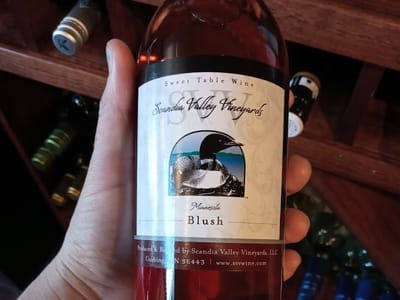 Sweet Table Wine
SVV
Scandia Valley Vineyards
Minnesota
Blush
& Bottled by Scandia Valley Vineyards, LLC
Cushing, MN 56443 | www.svvwine.com